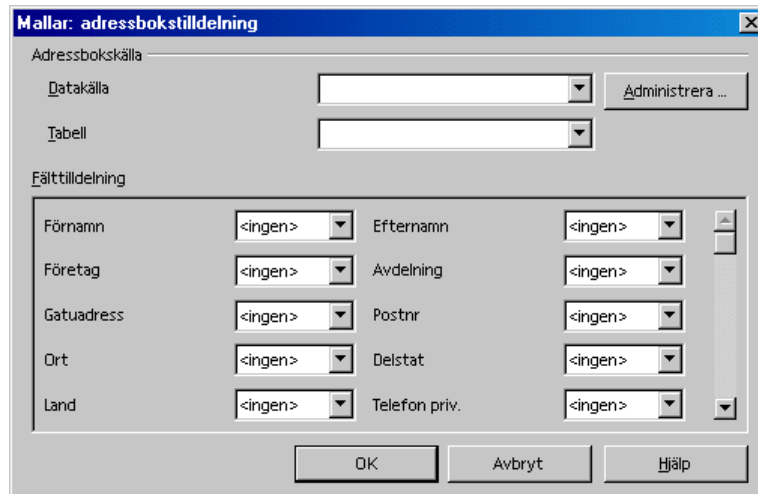 Mallar: adressbokstilldelning
Adressbokskälla
Datakälla
Administrera ...
Tabell
Fälttilldelning
Förnamn <ingen> Efternamn <ingen>
Företag <ingen> Avdelning <ingen>
Gatuadress <ingen> Postnr <ingen>
Ort <ingen> Delstat <ingen>
Land <ingen> Telefon priv. <ingen>
OK Avbryt Hjälp